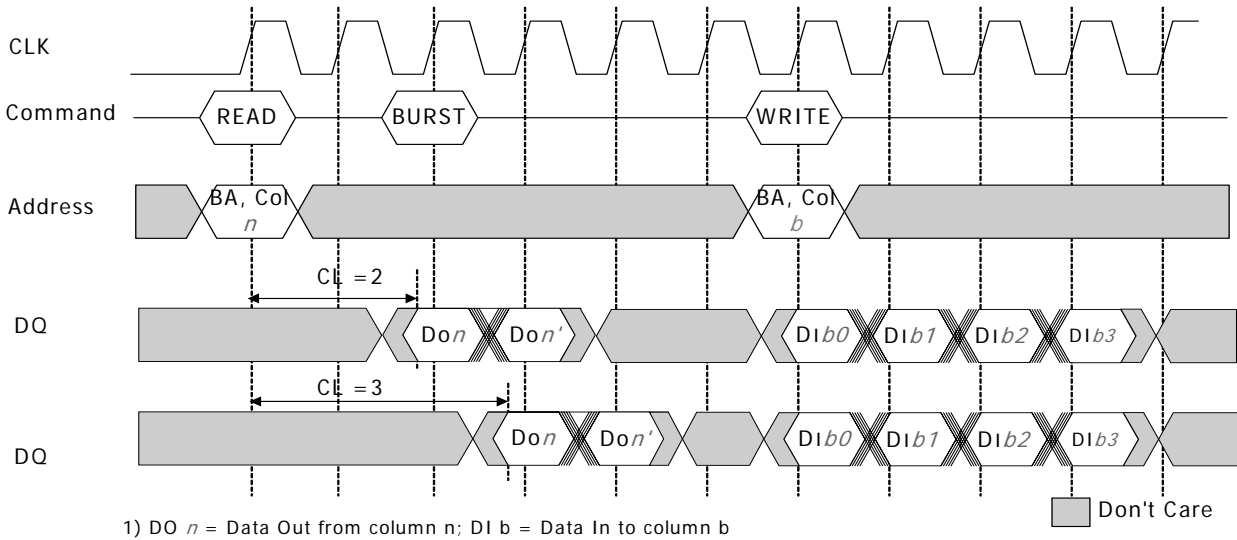 CLK
Command READ BURST WRITE
Address BA, Col BA, Col
n b
CL =2
DQ Don Don' DIb0 DIb1 DIb2 DIb3
CL =3
DQ Don Don' DIb0 DIb1 DIb2 DIb3
Don't Care
1) DO n = Data Out from column n; DI b = Data In to column b